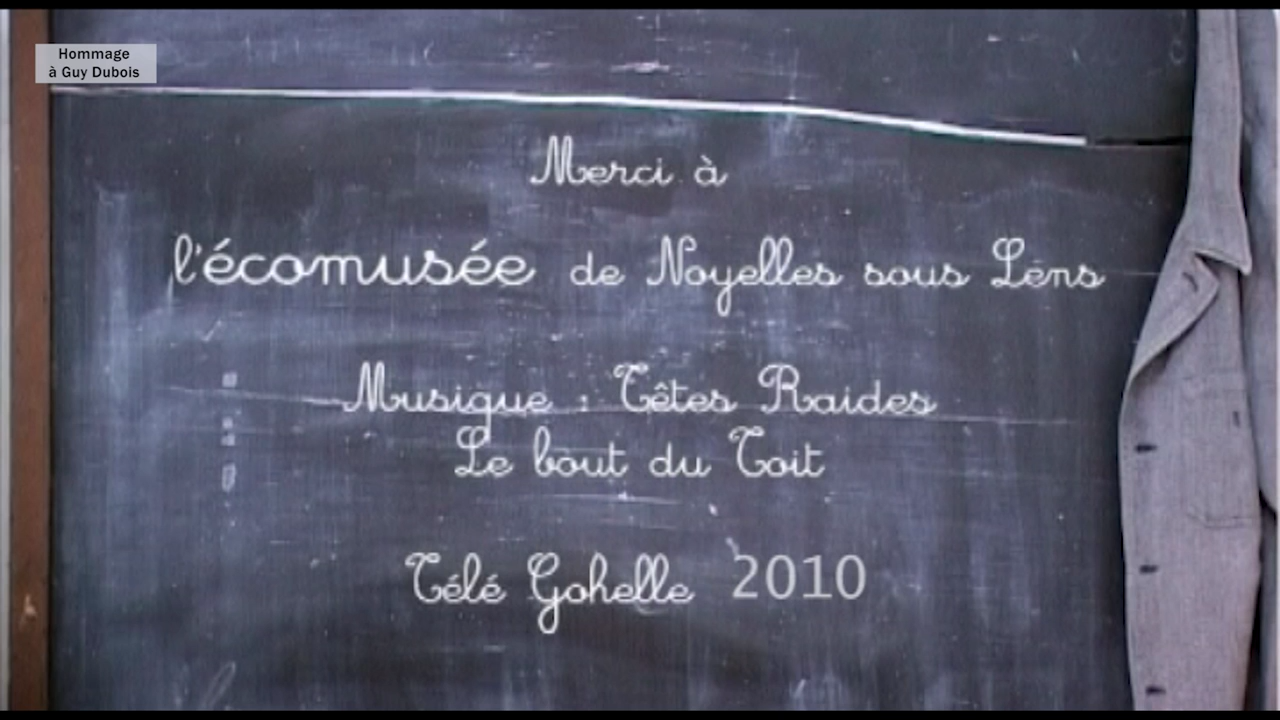 Hommage
à Guy Dubois
Merci à
l'écomusée de Noyelles sous Lens
Musique : Têtes Raides
Le bout du Toit
Télé Gohelle 2010